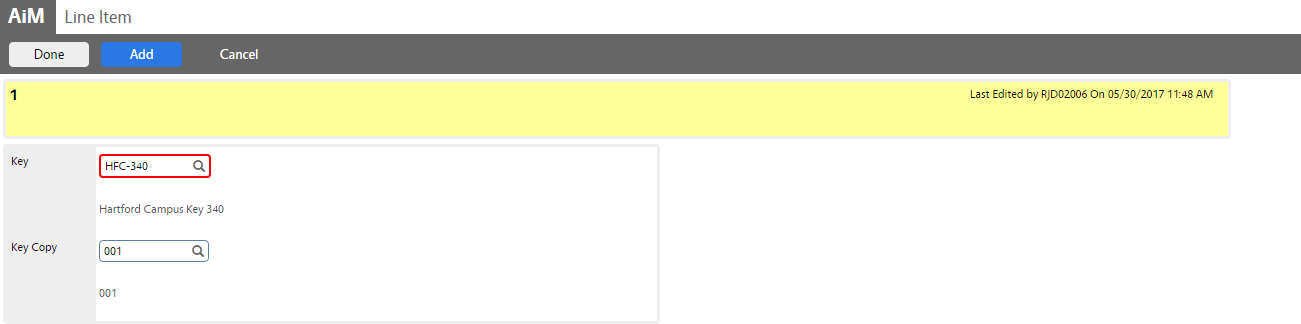 AiM Line Item
Done Add Cancel
1 Last Edited by RJD02006 On 05/30/2017 11:48 AM
Key HFC-340
Hartford Campus Key 340
Key Copy 001
001